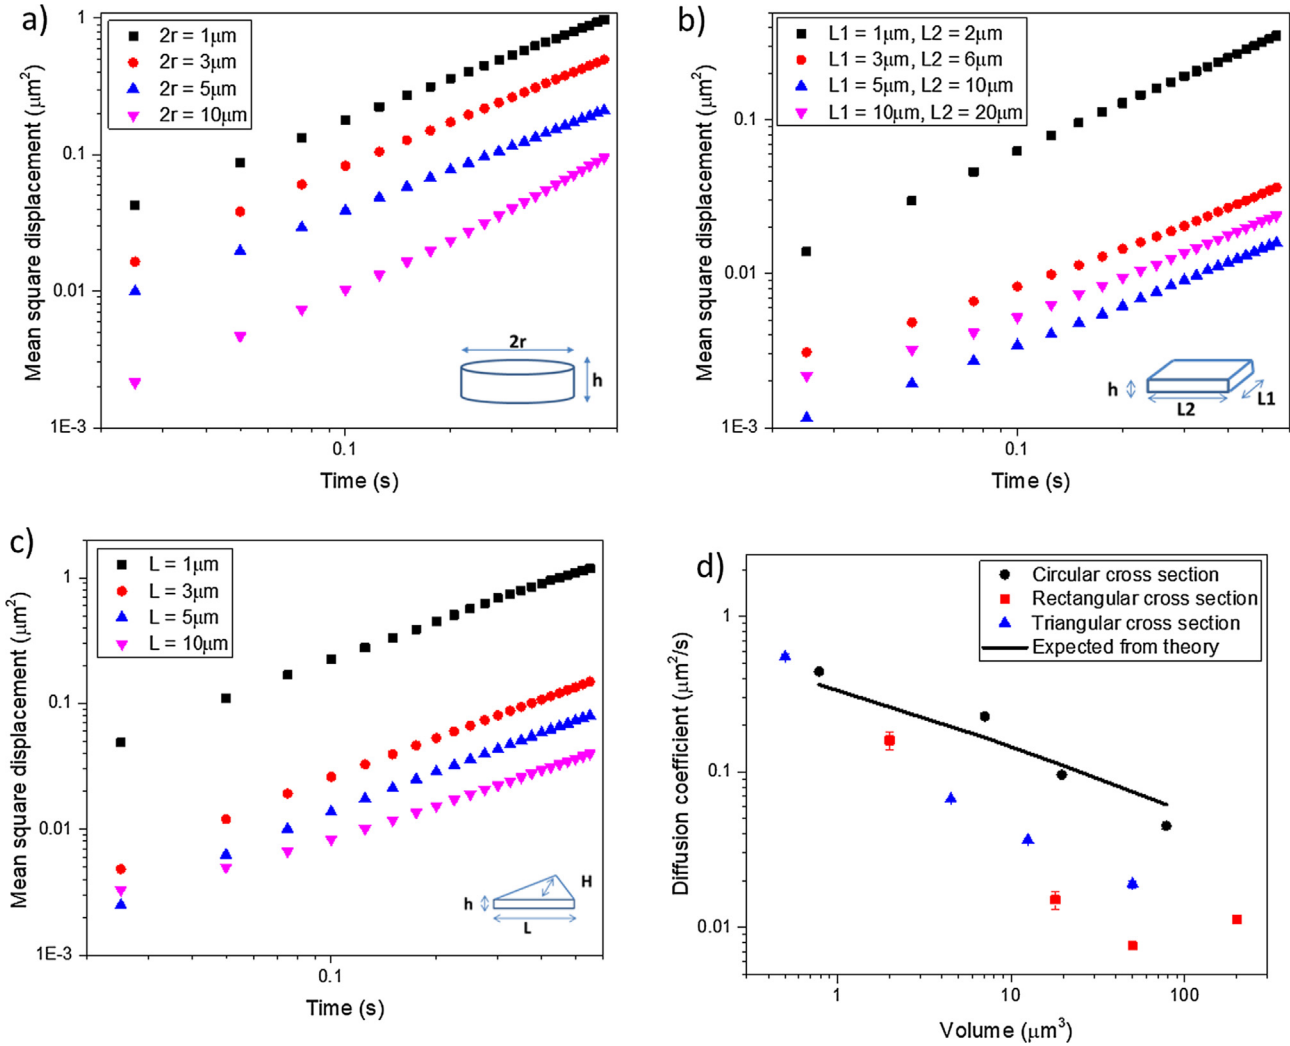 a)
1
0.1
0.01
1E-3
Mean square displacement (μm²)
2r = 1μm
2r = 3μm
2r = 5μm
2r = 10μm
2r
h
0.1
Time (s)
b)
0.1
0.01
1E-3
Mean square displacement (μm²)
L1 = 1μm, L2 = 2μm
L1 = 3μm, L2 = 6μm
L1 = 5μm, L2 = 10μm
L1 = 10μm, L2 = 20μm
h
L2
L1
0.1
Time (s)
c)
1
0.1
0.01
1E-3
Mean square displacement (μm²)
L = 1μm
L = 3μm
L = 5μm
L = 10μm
H
h
L
0.1
Time (s)
d)
1
0.1
0.01
Diffusion coefficient (μm²/s)
Circular cross section
Rectangular cross section
Triangular cross section
Expected from theory
1
10
100
Volume (μm³)